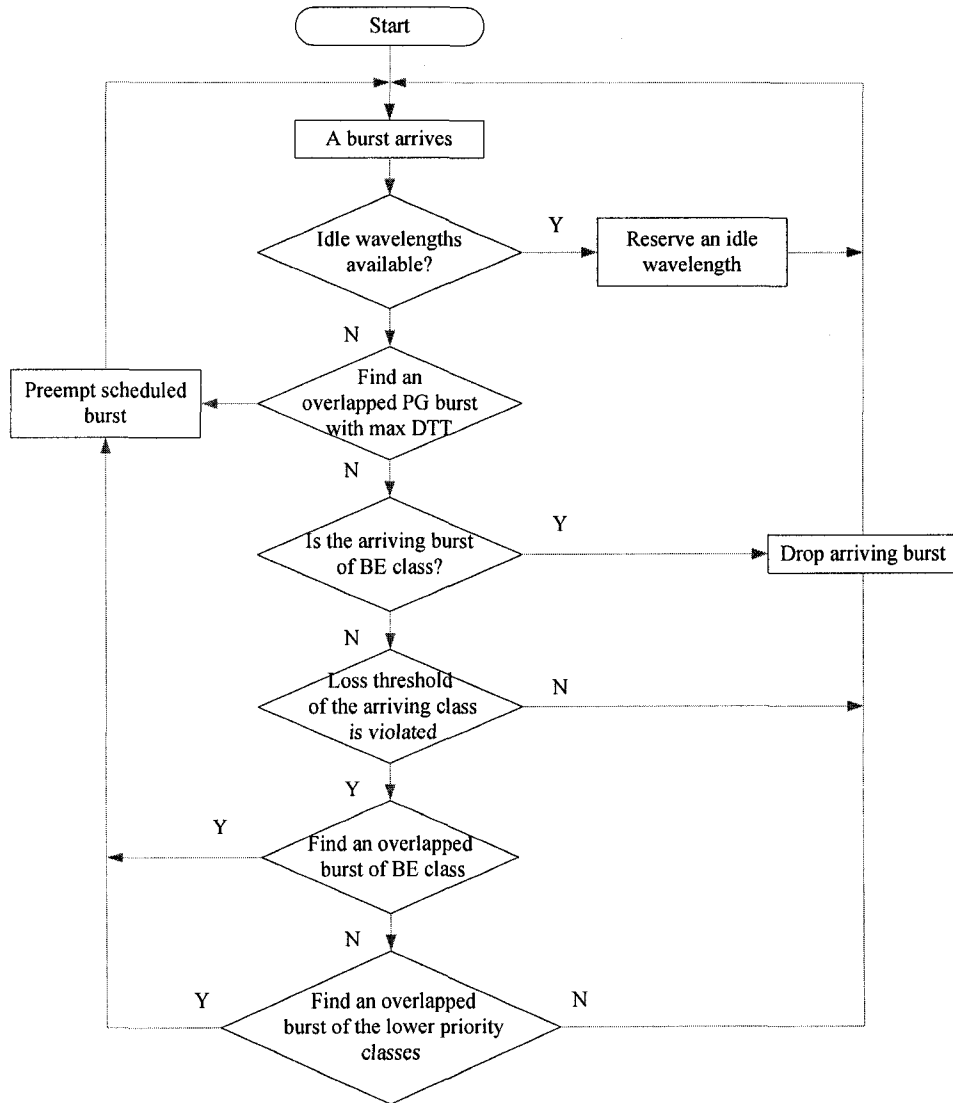 Start
A burst arrives
Idle wavelengths
available?
Y
Reserve an idle
wavelength
N
Preempt scheduled
burst
Find an
overlapped PG burst
with max DTT
N
Is the arriving burst
of BE class?
Y
Drop arriving burst
N
Loss threshold
of the arriving class
is violated
N
Y
Find an overlapped
burst of BE class
Y
N
Find an overlapped
burst of the lower priority
classes
Y
N